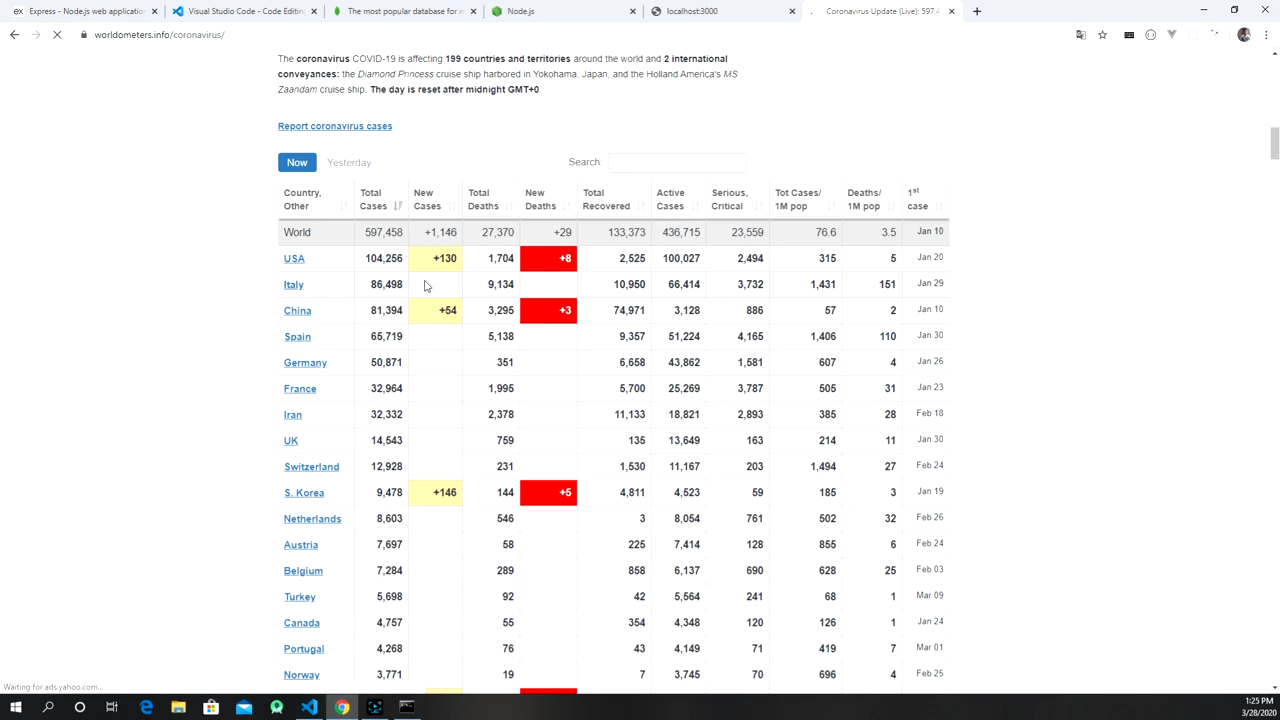 Express - Node.js web applicatio
Visual Studio Code - Code Editin
The most popular database for m
Node.js
localhost:3000
Coronavirus Update (Live): 597,4
worldometers.info/coronavirus/
The coronavirus COVID-19 is affecting 199 countries and territories around the world and 2 international
conveyances: the Diamond Princess cruise ship harbored in Yokohama, Japan, and the Holland America's MS
Zaandam cruise ship. The day is reset after midnight GMT+0.
Report coronavirus cases
Now Yesterday Search:
Country, Other Total Cases New Cases Total Deaths New Deaths Total Recovered Active Cases Serious, Critical Tot Cases/ 1M pop Deaths/ 1M pop 1st case
World 597,458 +1,146 27,370 +29 133,373 436,715 23,559 76.6 3.5 Jan 10
USA 104,256 +130 1,704 +8 2,525 100,027 2,494 315 5 Jan 20
Italy 86,498 9,134 10,950 66,414 3,732 1,431 151 Jan 29
China 81,394 +54 3,295 +3 74,971 3,128 886 57 2 Jan 10
Spain 65,719 5,138 9,357 51,224 4,165 1,406 110 Jan 30
Germany 50,871 351 6,658 43,862 1,581 607 4 Jan 26
France 32,964 1,995 5,700 25,269 3,787 505 31 Jan 23
Iran 32,332 2,378 11,133 18,821 2,893 385 28 Feb 18
UK 14,543 759 135 13,649 163 214 11 Jan 30
Switzerland 12,928 231 1,530 11,167 203 1,494 27 Feb 24
S. Korea 9,478 +146 144 +5 4,811 4,523 59 185 3 Jan 19
Netherlands 8,603 546 3 8,054 761 502 32 Feb 26
Austria 7,697 58 225 7,414 128 855 6 Feb 24
Belgium 7,284 289 858 6,137 690 628 25 Feb 03
Turkey 5,698 92 42 5,564 241 68 1 Mar 09
Canada 4,757 55 354 4,348 120 126 1 Jan 24
Portugal 4,268 76 43 4,149 71 419 7 Mar 01
Norway 3,771 19 7 3,745 70 696 4 Feb 25
Waiting for ads.yahoo.com...
1:25 PM
3/28/2020